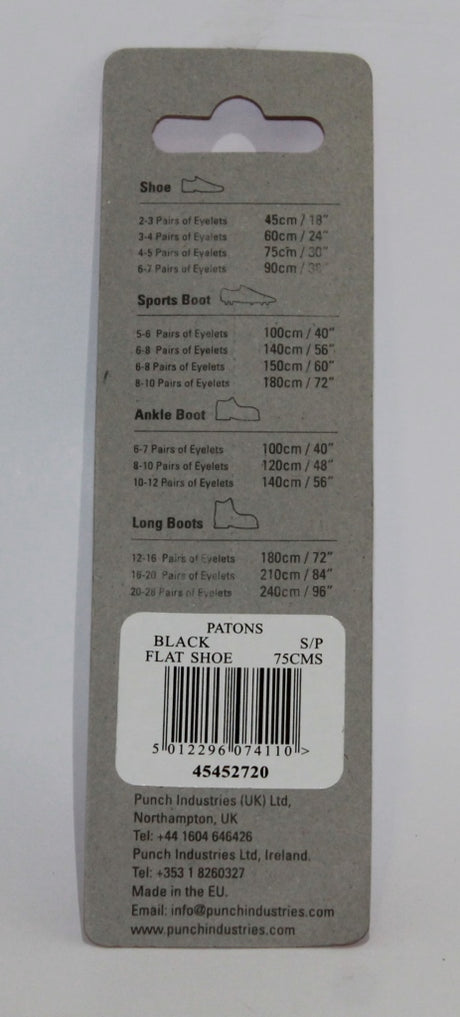 Shoe
2-3 Pairs of Eyelets 45cm / 18"
3-4 Pairs of Eyelets 60cm / 24"
4-5 Pairs of Eyelets 75cm / 30"
6-7 Pairs of Eyelets 90cm / 36"
Sports Boot
5-6 Pairs of Eyelets 100cm / 40"
6-8 Pairs of Eyelets 140cm / 56"
6-8 Pairs of Eyelets 150cm / 60"
8-10 Pairs of Eyelets 180cm / 72"
Ankle Boot
6-7 Pairs of Eyelets 100cm / 40"
8-10 Pairs of Eyelets 120cm / 48"
10-12 Pairs of Eyelets 140cm / 56"
Long Boots
12-16 Pairs of Eyelets 180cm / 72"
16-20 Pairs of Eyelets 210cm / 84"
20-28 Pairs of Eyelets 240cm / 96"
PATONS
BLACK S/P
FLAT SHOE 75CMS
5 012296 074110 >
45452720
Punch Industries (UK) Ltd,
Northampton, UK
Tel: +44 1604 646426
Punch Industries Ltd, Ireland.
Tel: +353 1 8260327
Made in the EU.
Email: info@punchindustries.com
www.punchindustries.com